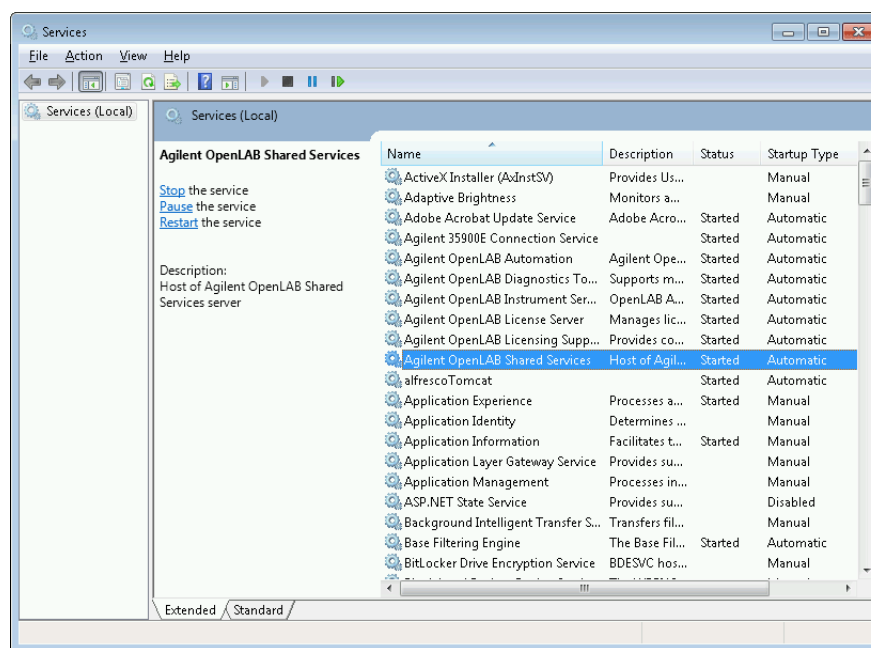 Services
File Action View Help
Services (Local)
Services (Local)
Agilent OpenLAB Shared Services
Stop the service
Pause the service
Restart the service
Description:
Host of Agilent OpenLAB Shared
Services server
Name Description Status Startup Type
ActiveX Installer (AxInstSV) Provides Us... Manual
Adaptive Brightness Monitors a... Manual
Adobe Acrobat Update Service Adobe Acro... Started Automatic
Agilent 35900E Connection Service Started Automatic
Agilent OpenLAB Automation Agilent Ope... Started Automatic
Agilent OpenLAB Diagnostics To... Supports m... Started Automatic
Agilent OpenLAB Instrument Ser... OpenLAB A... Started Automatic
Agilent OpenLAB License Server Manages lic... Started Automatic
Agilent OpenLAB Licensing Supp... Provides co... Started Automatic
Agilent OpenLAB Shared Services Host of Agil... Started Automatic
alfrescoTomcat Started Automatic
Application Experience Processes a... Started Manual
Application Identity Determines ... Manual
Application Information Facilitates t... Started Manual
Application Layer Gateway Service Provides su... Manual
Application Management Processes in... Manual
ASP.NET State Service Provides su... Disabled
Background Intelligent Transfer S... Transfers fil... Manual
Base Filtering Engine The Base Fil... Started Automatic
BitLocker Drive Encryption Service BDESVC hos... Manual
Extended Standard